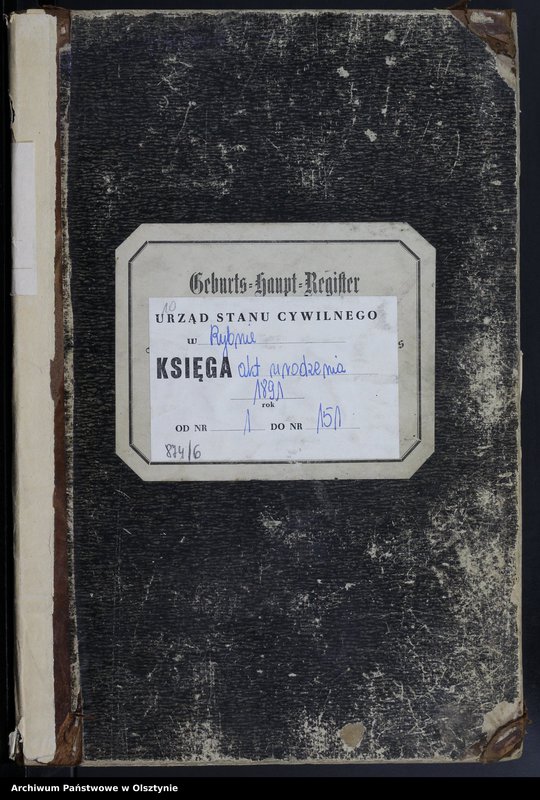 Geburts-Haupt-Register
10
URZĄD STANU CYWILNEGO
w Rybnie
KSIĘGA akt urodzenia
1891
rok
OD NR 1 DO NR 151
874/6
Archiwum Państwowe w Olsztynie